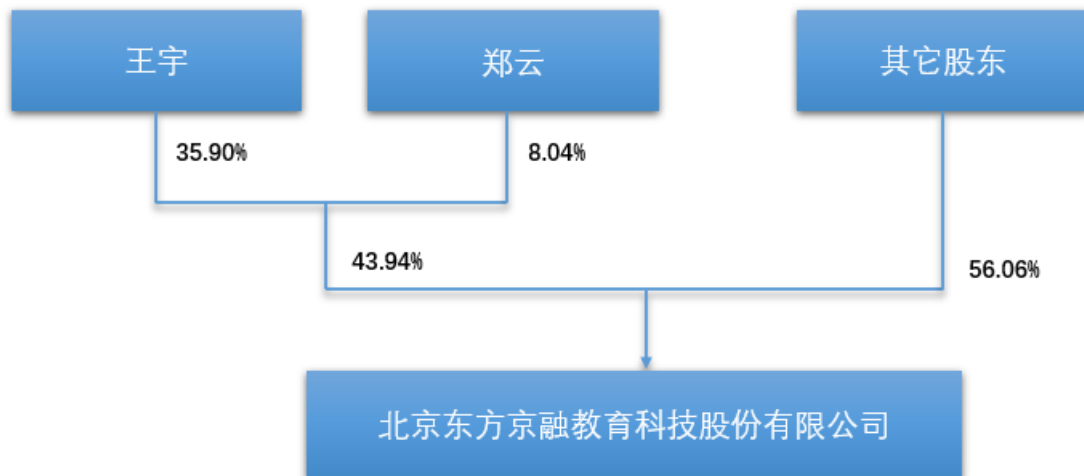 王宇
郑云
其它股东
35.90%
8.04%
43.94%
56.06%
北京东方京融教育科技股份有限公司